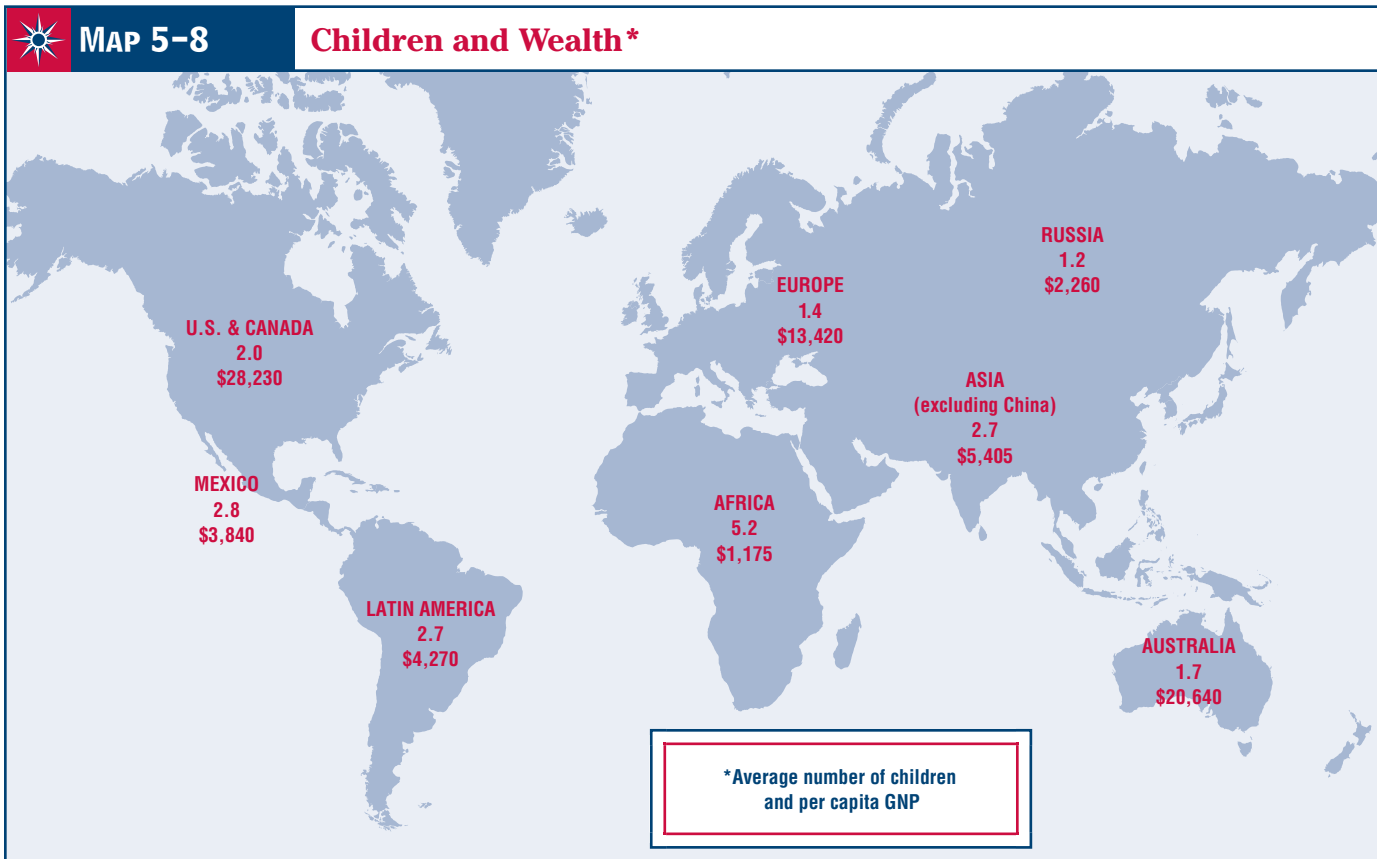 MAP 5–8
Children and Wealth*
U.S. & CANADA
2.0
$28,230
MEXICO
2.8
$3,840
LATIN AMERICA
2.7
$4,270
EUROPE
1.4
$13,420
AFRICA
5.2
$1,175
RUSSIA
1.2
$2,260
ASIA
(excluding China)
2.7
$5,405
AUSTRALIA
1.7
$20,640
*Average number of children
and per capita GNP